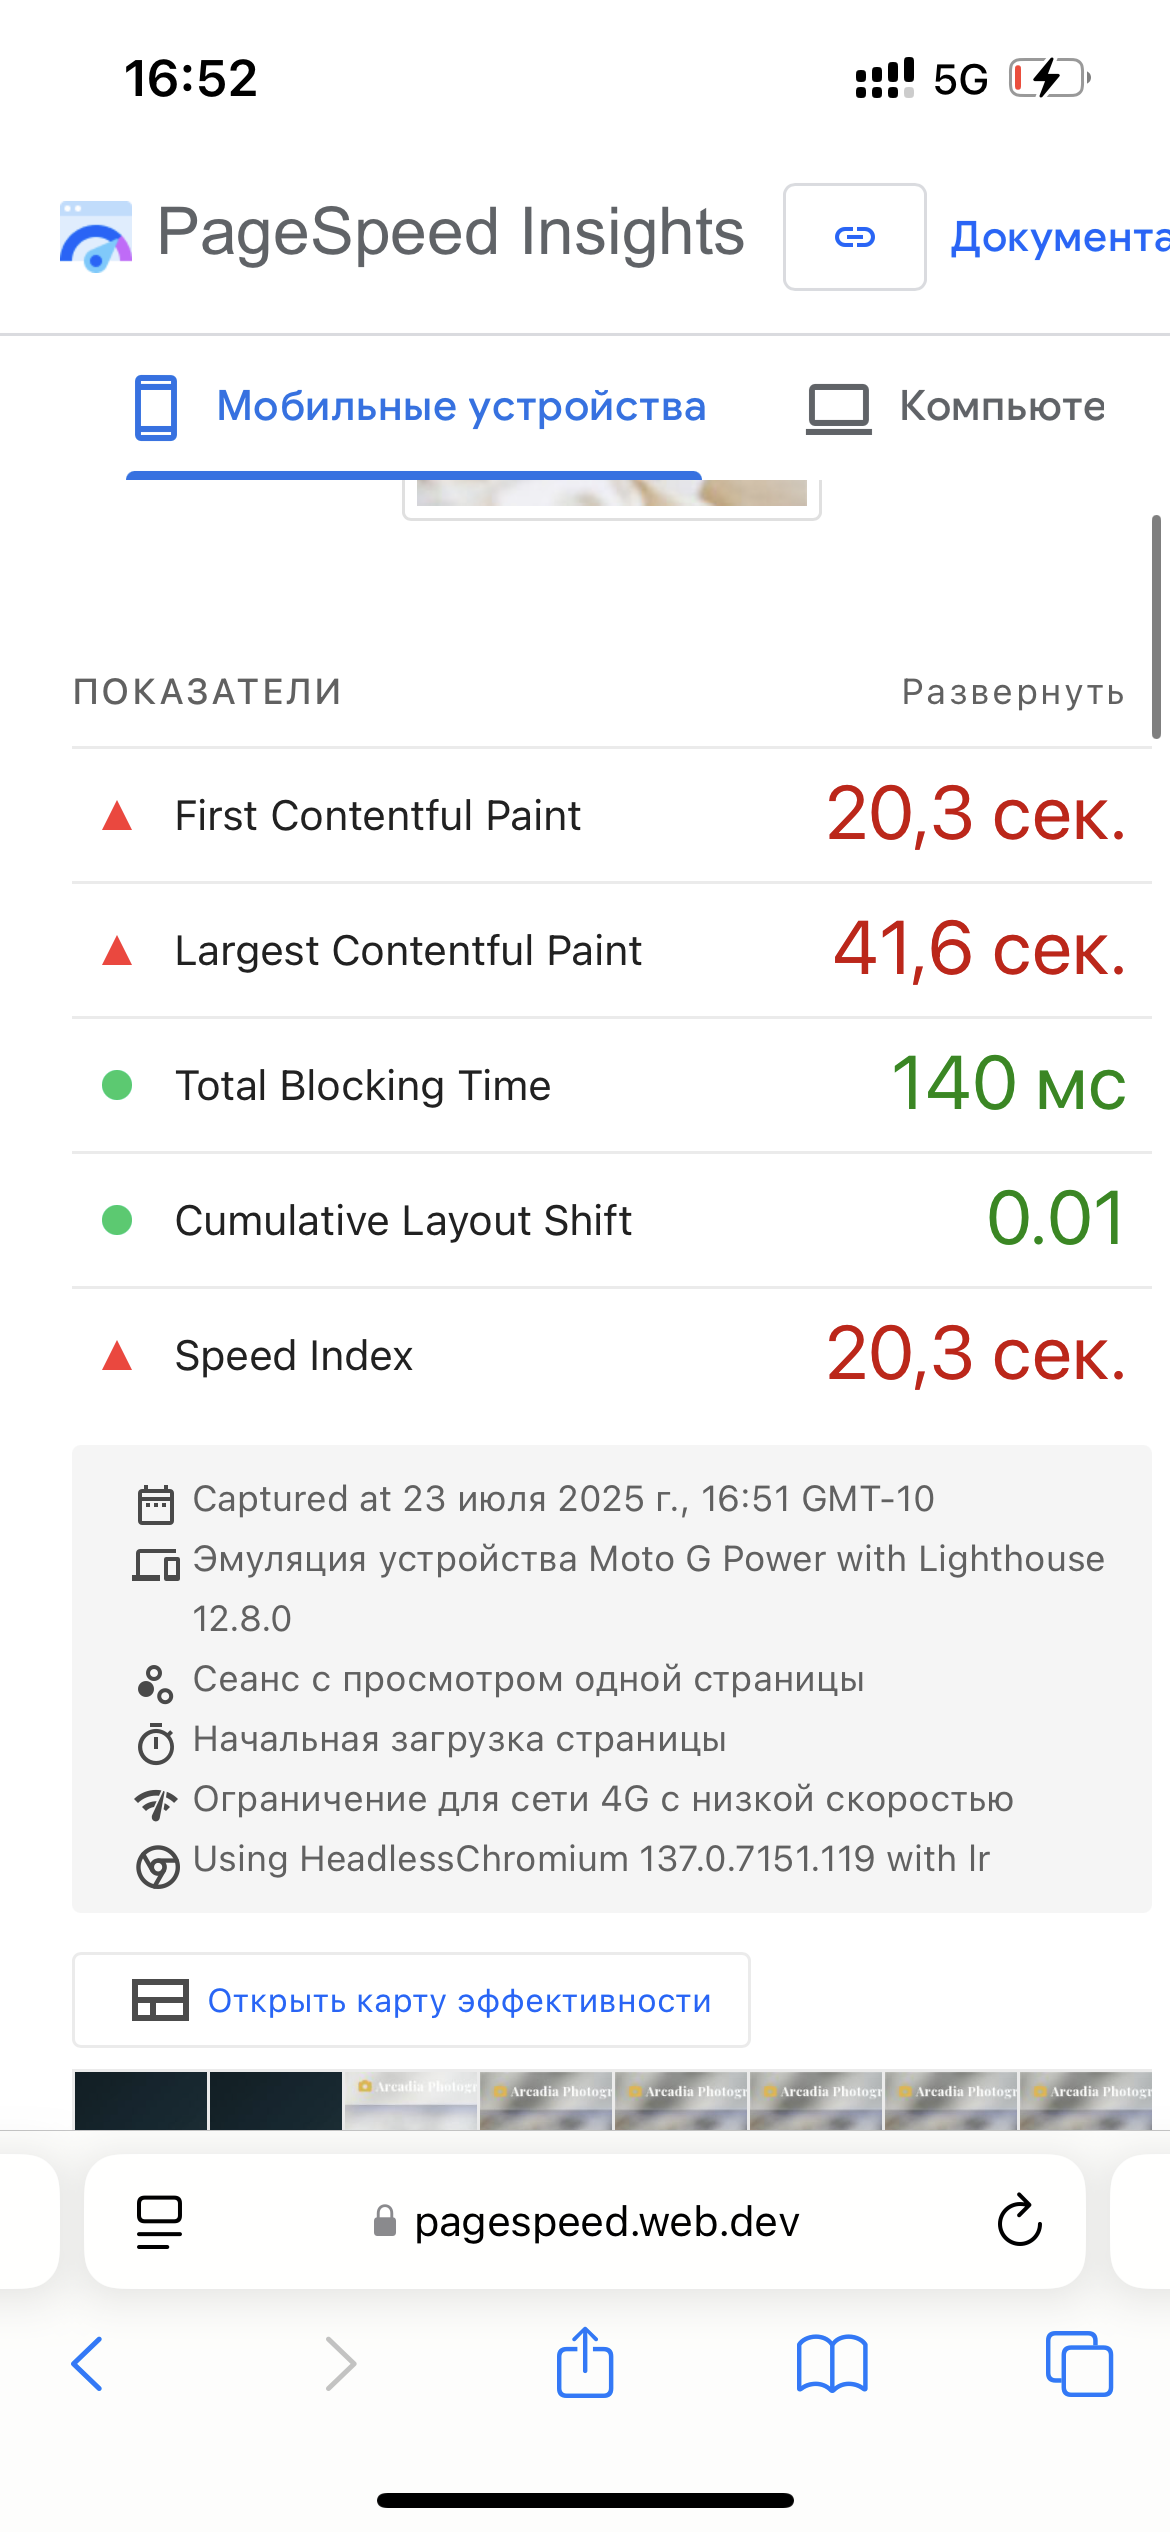 16:52
5G
PageSpeed Insights
Документа
Мобильные устройства
Компьюте
ПОКАЗАТЕЛИ
Развернуть
First Contentful Paint
20,3 сек.
Largest Contentful Paint
41,6 сек.
Total Blocking Time
140 мс
Cumulative Layout Shift
0.01
Speed Index
20,3 сек.
Captured at 23 июля 2025 г., 16:51 GMT-10
Эмуляция устройства Moto G Power with Lighthouse
12.8.0
Сеанс с просмотром одной страницы
Начальная загрузка страницы
Ограничение для сети 4G с низкой скоростью
Using HeadlessChromium 137.0.7151.119 with lr
Открыть карту эффективности
Arcadia Photogr
Arcadia Photogr
Arcadia Photogr
Arcadia Photogr
Arcadia Photogr
Arcadia Photogr
pagespeed.web.dev